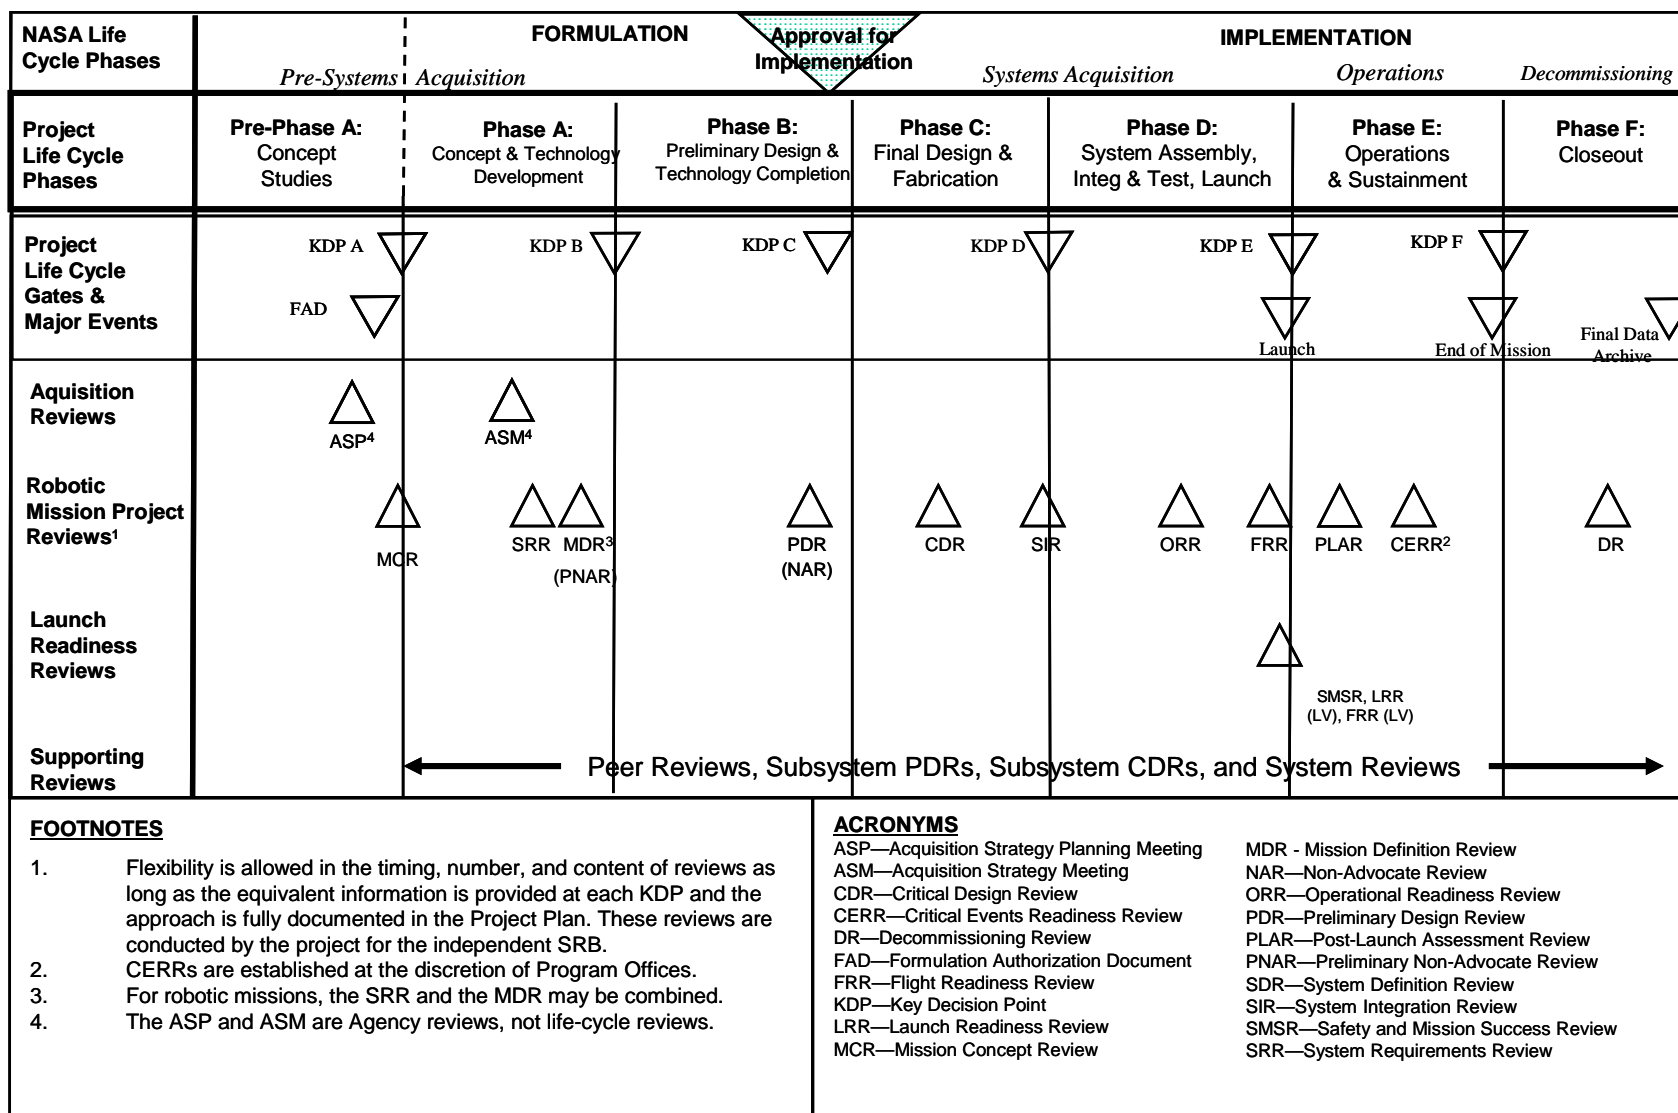 NASA Life
Cycle Phases
FORMULATION
Approval for
Implementation
IMPLEMENTATION
Pre-Systems Acquisition
Systems Acquisition
Operations
Decommissioning
Project
Life Cycle
Phases
Pre-Phase A:
Concept
Studies
Phase A:
Concept & Technology
Development
Phase B:
Preliminary Design &
Technology Completion
Phase C:
Final Design &
Fabrication
Phase D:
System Assembly,
Integ & Test, Launch
Phase E:
Operations
& Sustainment
Phase F:
Closeout
Project
Life Cycle
Gates &
Major Events
KDP A
KDP B
KDP C
KDP D
KDP E
KDP F
FAD
Launch
End of Mission
Final Data
Archive
Aquisition
Reviews
ASP4
ASM4
Robotic
Mission Project
Reviews1
MCR
SRR
MDR3
(PNAR)
PDR
(NAR)
CDR
SIR
ORR
FRR
PLAR
CERR2
DR
Launch
Readiness
Reviews
SMSR, LRR
(LV), FRR (LV)
Supporting
Reviews
Peer Reviews, Subsystem PDRs, Subsystem CDRs, and System Reviews
FOOTNOTES
1. Flexibility is allowed in the timing, number, and content of reviews as
long as the equivalent information is provided at each KDP and the
approach is fully documented in the Project Plan. These reviews are
conducted by the project for the independent SRB.
2. CERRs are established at the discretion of Program Offices.
3. For robotic missions, the SRR and the MDR may be combined.
4. The ASP and ASM are Agency reviews, not life-cycle reviews.
ACRONYMS
ASP—Acquisition Strategy Planning Meeting
ASM—Acquisition Strategy Meeting
CDR—Critical Design Review
CERR—Critical Events Readiness Review
DR—Decommissioning Review
FAD—Formulation Authorization Document
FRR—Flight Readiness Review
KDP—Key Decision Point
LRR—Launch Readiness Review
MCR—Mission Concept Review
MDR - Mission Definition Review
NAR—Non-Advocate Review
ORR—Operational Readiness Review
PDR—Preliminary Design Review
PLAR—Post-Launch Assessment Review
PNAR—Preliminary Non-Advocate Review
SDR—System Definition Review
SIR—System Integration Review
SMSR—Safety and Mission Success Review
SRR—System Requirements Review